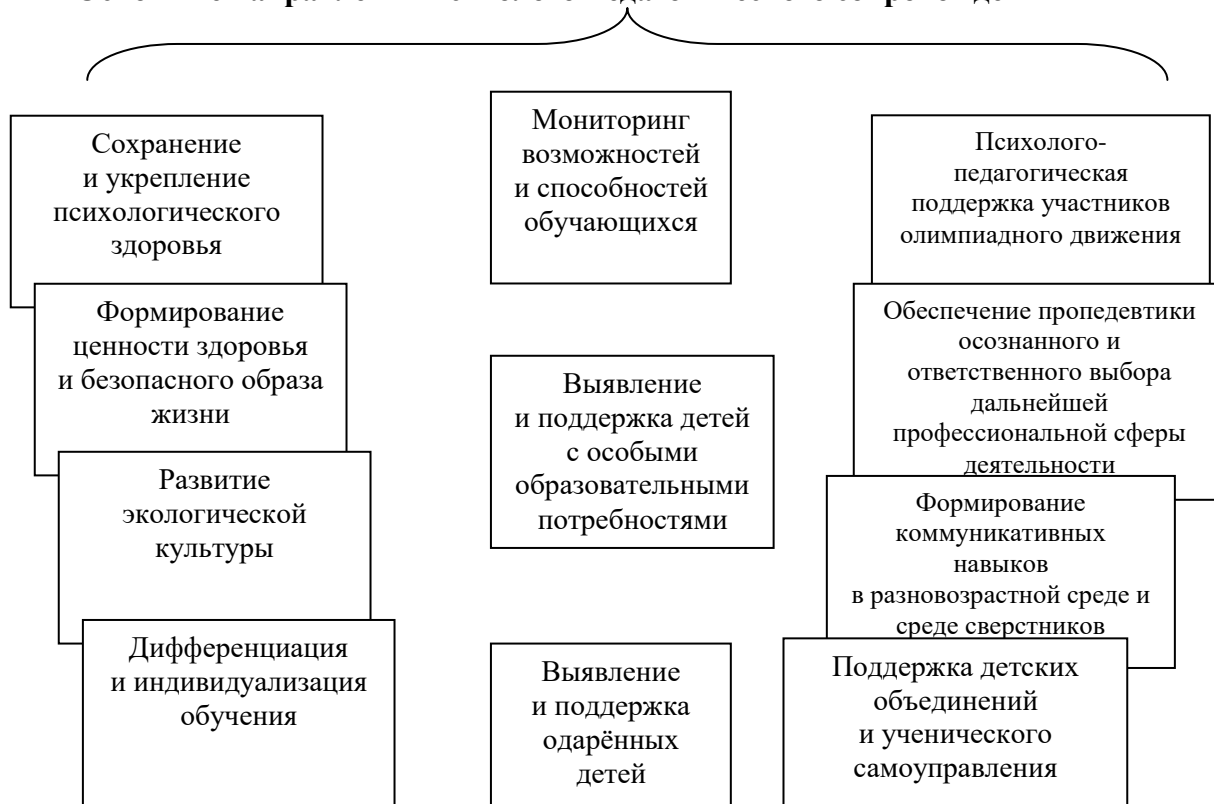 Сохранение
и укрепление
психологического
здоровья
Формирование
ценности здоровья
и безопасного образа
жизни
Развитие
экологической
культуры
Дифференциация
и индивидуализация
обучения
Мониторинг
возможностей
и способностей
обучающихся
Выявление
и поддержка детей
с особыми
образовательными
потребностями
Выявление
и поддержка
одарённых
детей
Психолого-
педагогическая
поддержка участников
олимпиадного движения
Обеспечение пропедевтики
осознанного и
ответственного выбора
дальнейшей
профессиональной сферы
деятельности
Формирование
коммуникативных
навыков
в разновозрастной среде и
среде сверстников
Поддержка детских
объединений
и ученического
самоуправления